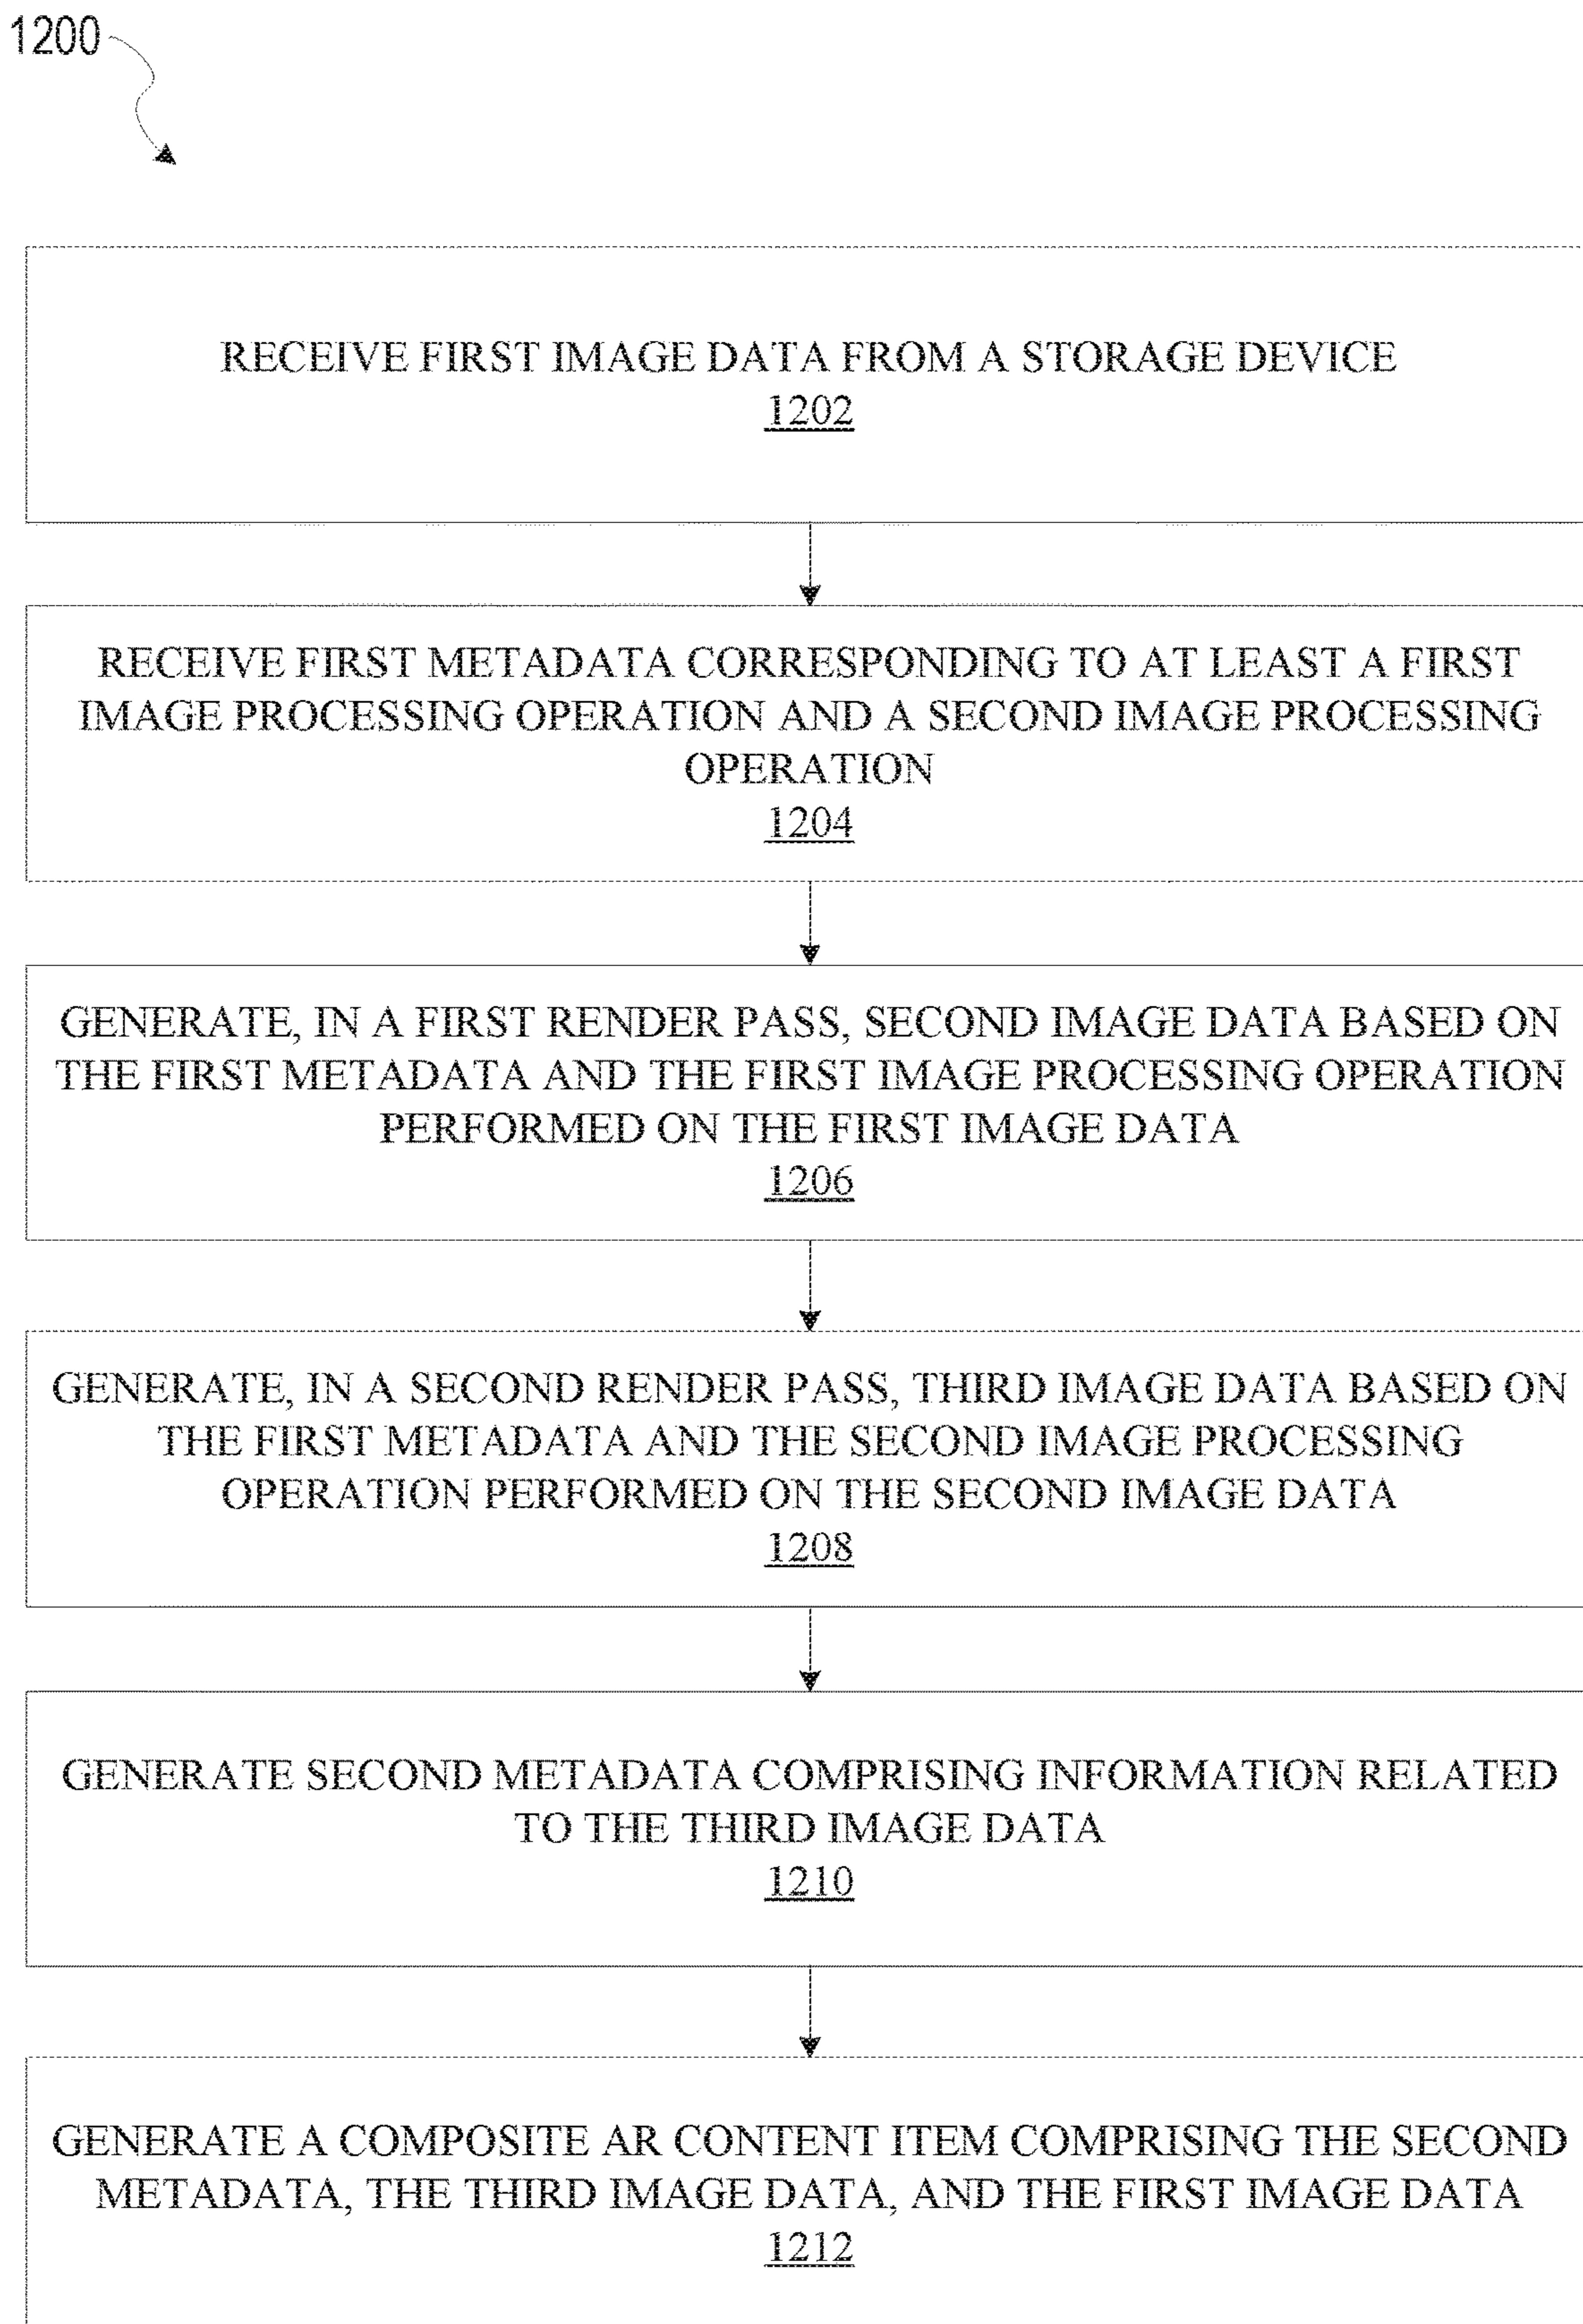 1200
RECEIVE FIRST IMAGE DATA FROM A STORAGE DEVICE
1202
RECEIVE FIRST METADATA CORRESPONDING TO AT LEAST A FIRST
IMAGE PROCESSING OPERATION AND A SECOND IMAGE PROCESSING
OPERATION
1204
GENERATE, IN A FIRST RENDER PASS, SECOND IMAGE DATA BASED ON
THE FIRST METADATA AND THE FIRST IMAGE PROCESSING OPERATION
PERFORMED ON THE FIRST IMAGE DATA
1206
GENERATE, IN A SECOND RENDER PASS, THIRD IMAGE DATA BASED ON
THE FIRST METADATA AND THE SECOND IMAGE PROCESSING
OPERATION PERFORMED ON THE SECOND IMAGE DATA
1208
GENERATE SECOND METADATA COMPRISING INFORMATION RELATED
TO THE THIRD IMAGE DATA
1210
GENERATE A COMPOSITE AR CONTENT ITEM COMPRISING THE SECOND
METADATA, THE THIRD IMAGE DATA, AND THE FIRST IMAGE DATA
1212